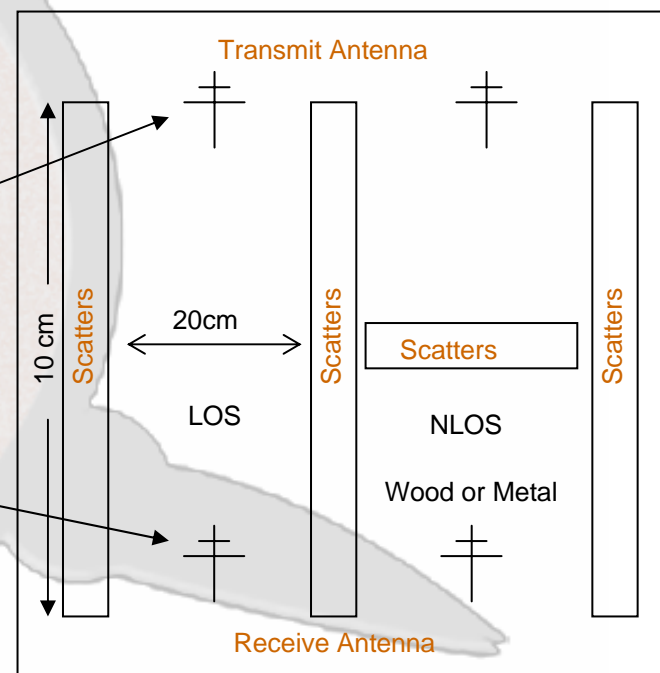 Transmit Antenna
10 cm
Scatters
20cm
LOS
Scatters
Scatters
NLOS
Wood or Metal
Scatters
Receive Antenna